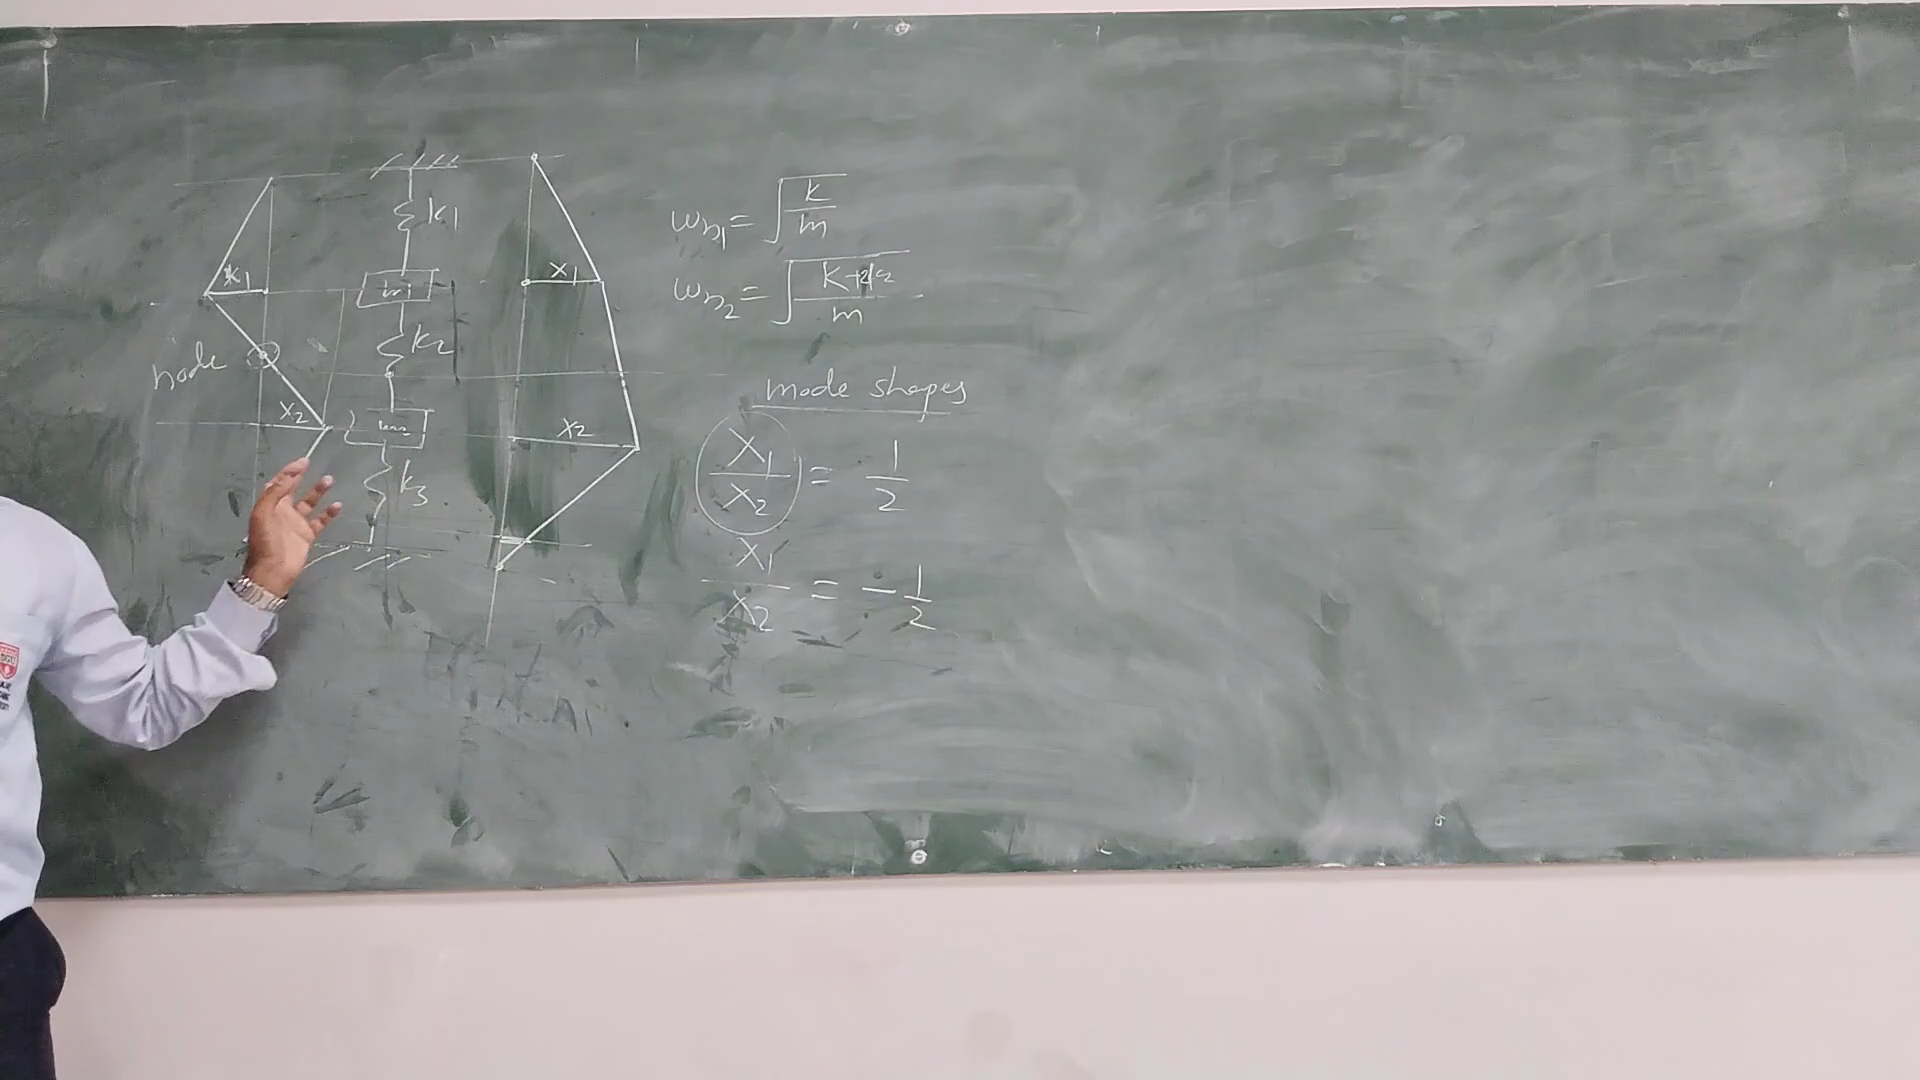 k1
x1
m1
x1
k2
node
x2
x2
k3
ωn1 = √(k/m)
ωn2 = √(k+2k2/m)
mode shapes
x1/x2 = 1/2
x1/x2 = -1/2